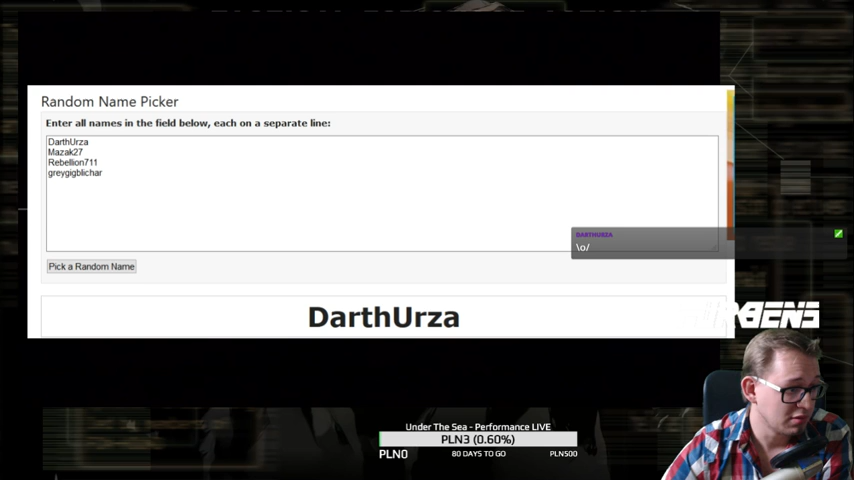 Random Name Picker
Enter all names in the field below, each on a separate line:
DarthUrza
Mazak27
Rebellion711
greygigblichar
DARTHURZA
\o/
Pick a Random Name
DarthUrza
Under The Sea - Performance LIVE
PLN3 (0.60%)
PLN0 80 DAYS TO GO PLN500